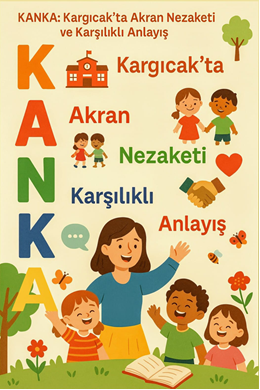 KANKA: Kargıcak’ta Akran Nezaketi
ve Karşılıklı Anlayış
K
A
N
K
A
Kargıcak’ta
Akran
Nezaketi
Karşılıklı
Anlayış